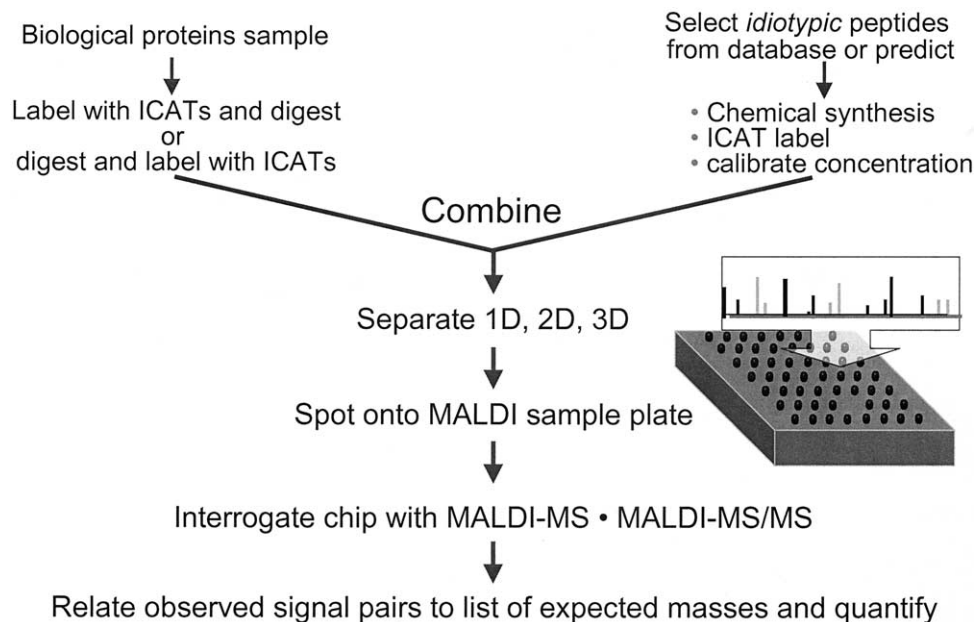 Biological proteins sample
Label with ICATs and digest
or
digest and label with ICATs
Select idiotypic peptides
from database or predict
• Chemical synthesis
• ICAT label
• calibrate concentration
Combine
Separate 1D, 2D, 3D
Spot onto MALDI sample plate
Interrogate chip with MALDI-MS • MALDI-MS/MS
Relate observed signal pairs to list of expected masses and quantify